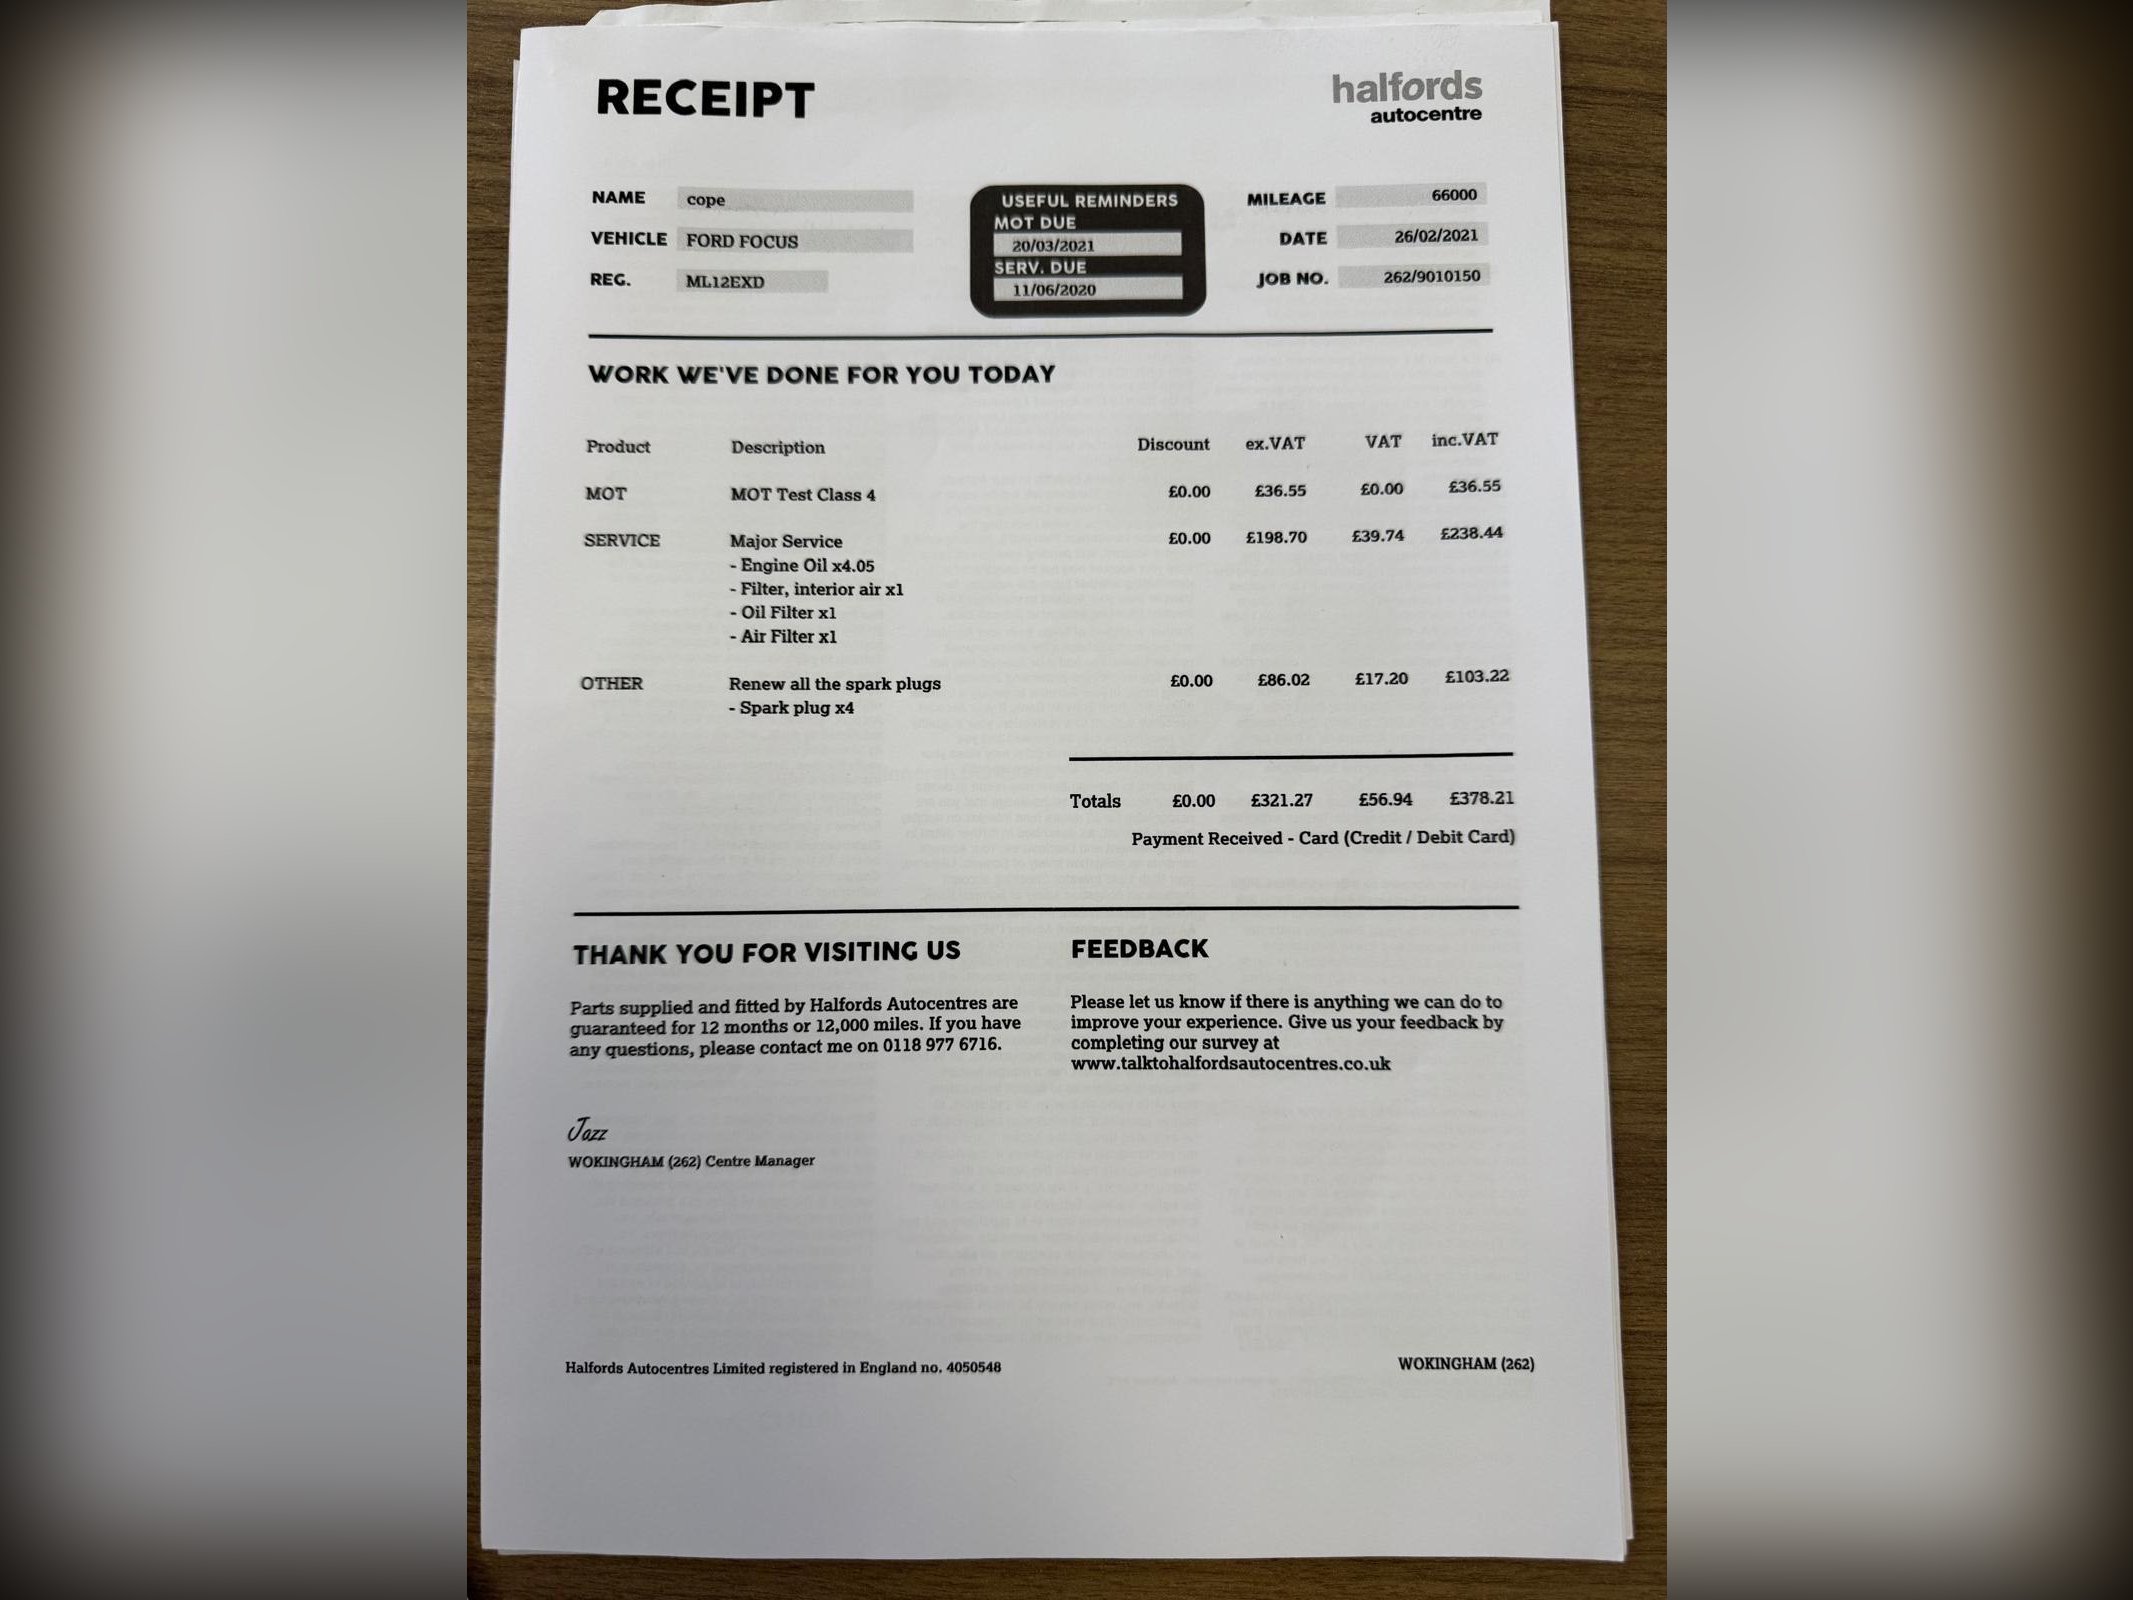 RECEIPT
halfords
autocentre
NAME cope
VEHICLE FORD FOCUS
REG. ML12EXD
USEFUL REMINDERS
MOT DUE
20/03/2021
SERV. DUE
11/06/2020
MILEAGE 66000
DATE 26/02/2021
JOB NO. 262/9010150
WORK WE'VE DONE FOR YOU TODAY
Product Description Discount ex.VAT VAT inc.VAT
MOT MOT Test Class 4 £0.00 £36.55 £0.00 £36.55
SERVICE Major Service £0.00 £198.70 £39.74 £238.44
- Engine Oil x4.05
- Filter, interior air x1
- Oil Filter x1
- Air Filter x1
OTHER Renew all the spark plugs £0.00 £86.02 £17.20 £103.22
- Spark plug x4
Totals £0.00 £321.27 £56.94 £378.21
Payment Received - Card (Credit / Debit Card)
THANK YOU FOR VISITING US
Parts supplied and fitted by Halfords Autocentres are
guaranteed for 12 months or 12,000 miles. If you have
any questions, please contact me on 0118 977 6716.
FEEDBACK
Please let us know if there is anything we can do to
improve your experience. Give us your feedback by
completing our survey at
www.talktohalfordsautocentres.co.uk
Jazz
WOKINGHAM (262) Centre Manager
Halfords Autocentres Limited registered in England no. 4050548
WOKINGHAM (262)